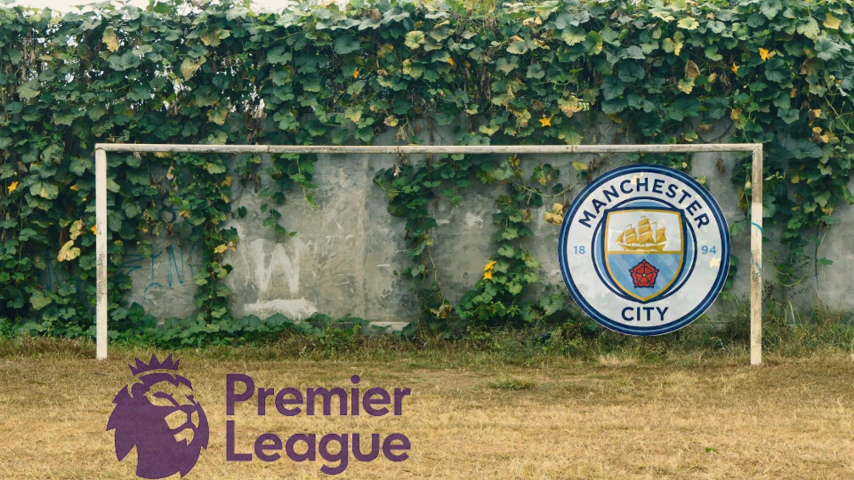 MANCHESTER
18 94
CITY
W
Premier
League